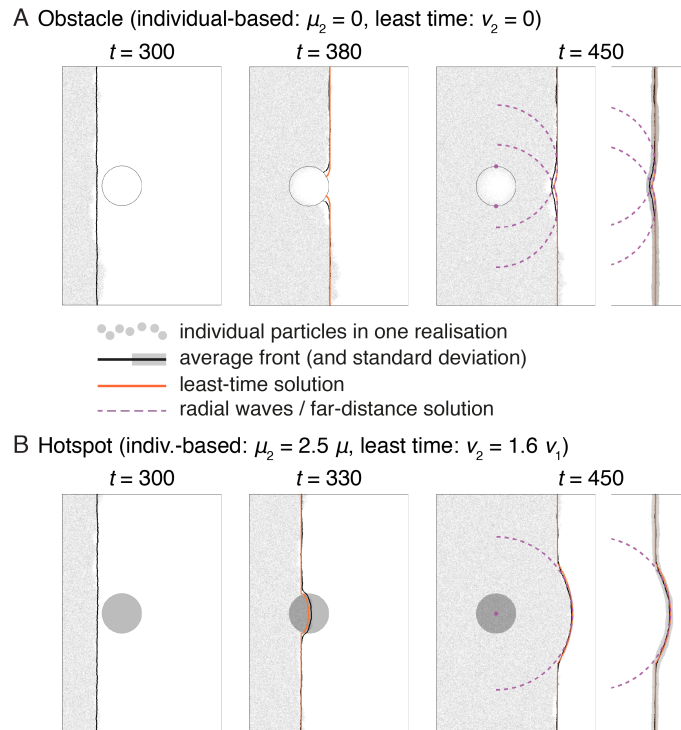 A Obstacle (individual-based: μ₂ = 0, least time: v₂ = 0)
t = 300 t = 380 t = 450
individual particles in one realisation
average front (and standard deviation)
least-time solution
radial waves / far-distance solution
B Hotspot (indiv.-based: μ₂ = 2.5 μ, least time: v₂ = 1.6 v₁)
t = 300 t = 330 t = 450